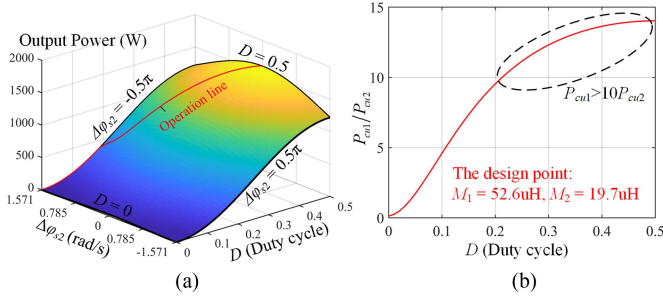 Output Power (W)
2000
1500
1000
500
0
1.571
0.785
0
0.785
-1.571
Δφs2 (rad/s)
0
0.1
0.2
0.3
0.4
0.5
D (Duty cycle)
Δφs2 = -0.5π
D = 0.5
Operation line
Δφs2 = 0.5π
D = 0
(a)
15
10
5
0
Pcu1/Pcu2
Pcu1>10Pcu2
The design point:
M1 = 52.6uH, M2 = 19.7uH
0
0.1
0.2
0.3
0.4
0.5
D (Duty cycle)
(b)